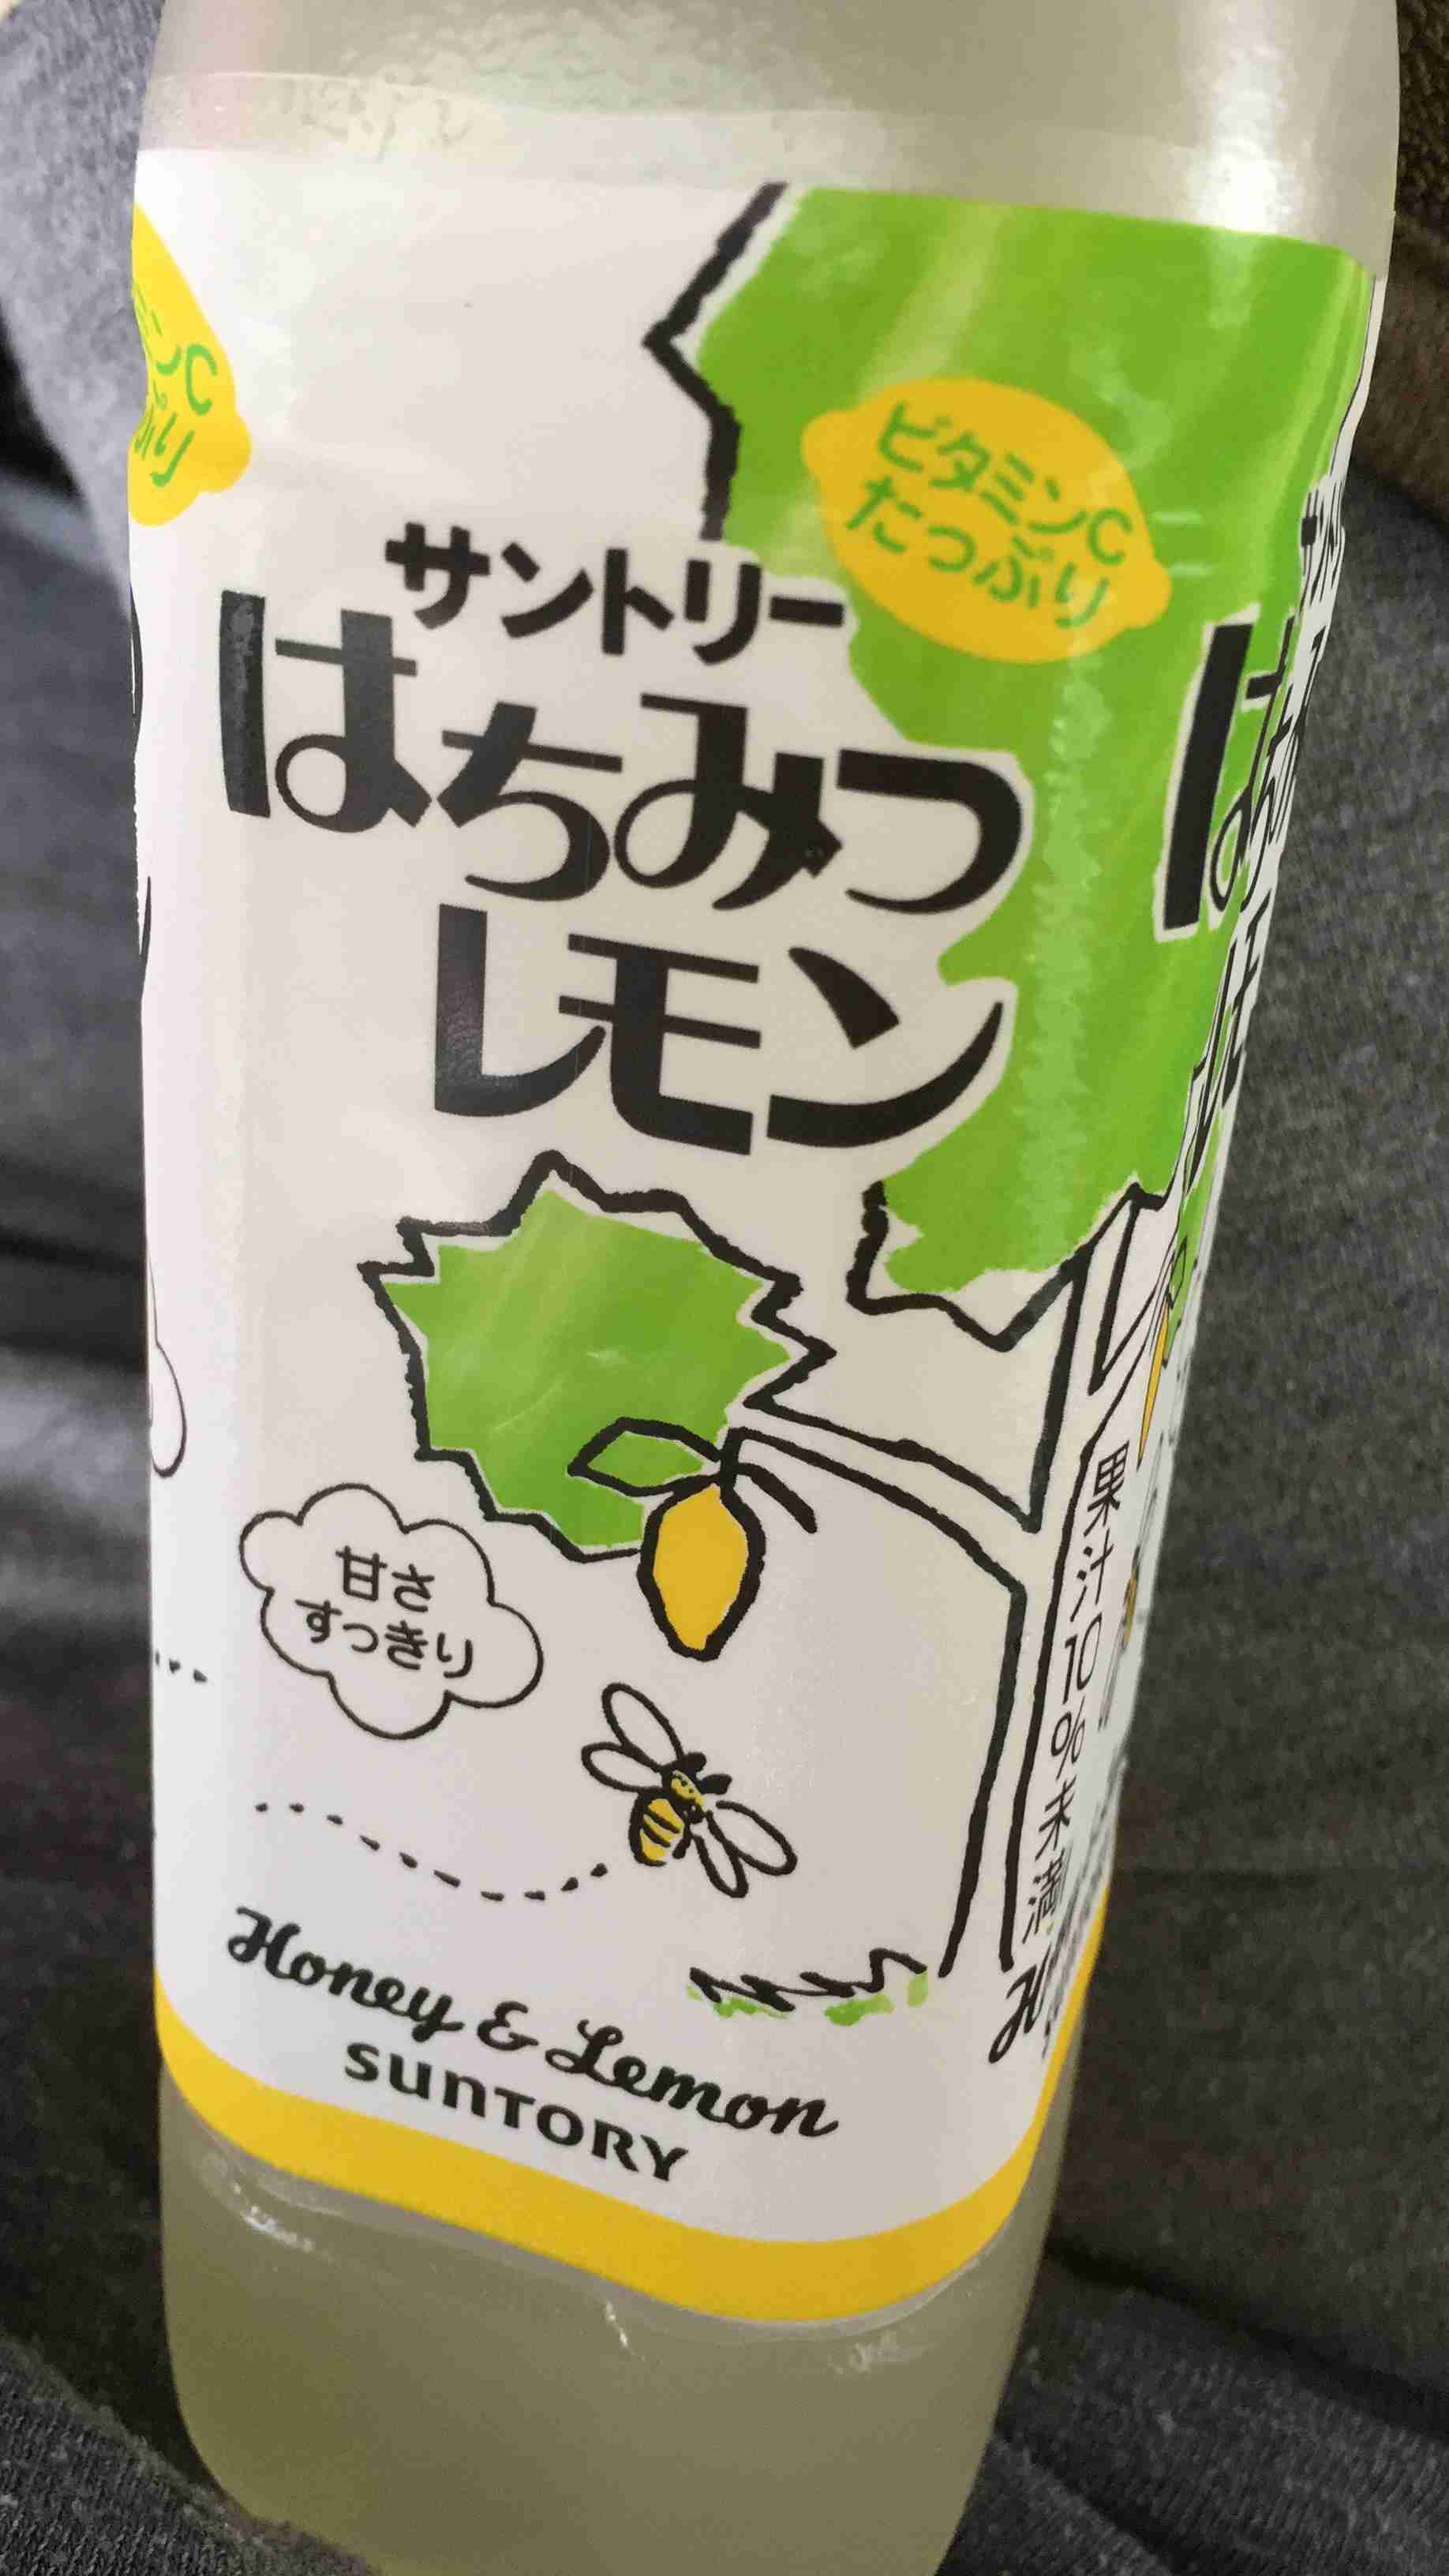 ビタミンC
たっぷり
サントリー
はちみつ
レモン
甘さ
すっきり
果汁10%未満
Honey & Lemon
SUNTORY